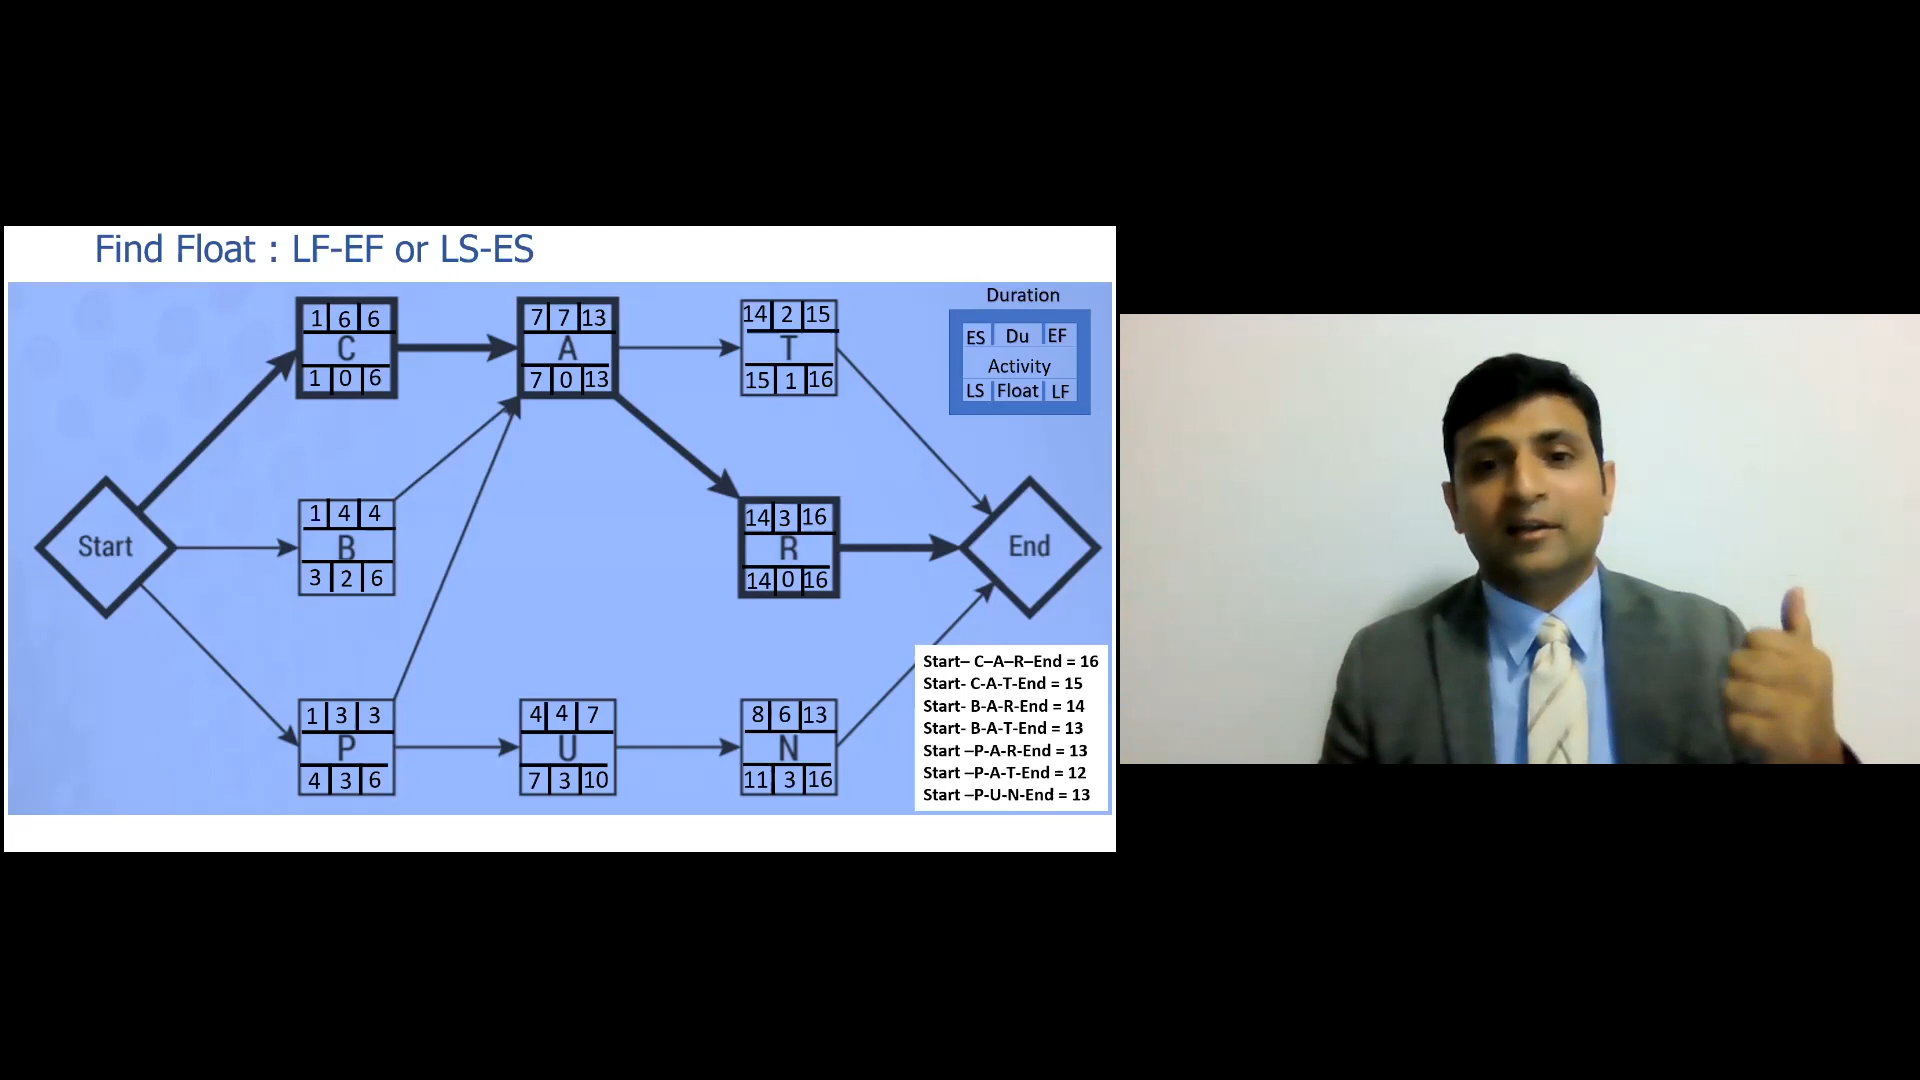 Find Float : LF-EF or LS-ES
1 6 6
C
1 0 6
7 7 13
A
7 0 13
14 2 15
T
15 1 16
Duration
ES Du EF
Activity
LS Float LF
Start
1 4 4
B
3 2 6
14 3 16
R
14 0 16
End
1 3 3
P
4 3 6
4 4 7
U
7 3 10
8 6 13
N
11 3 16
Start– C–A–R–End = 16
Start- C-A-T-End = 15
Start- B-A-R-End = 14
Start- B-A-T-End = 13
Start –P-A-R-End = 13
Start –P-A-T-End = 12
Start –P-U-N-End = 13